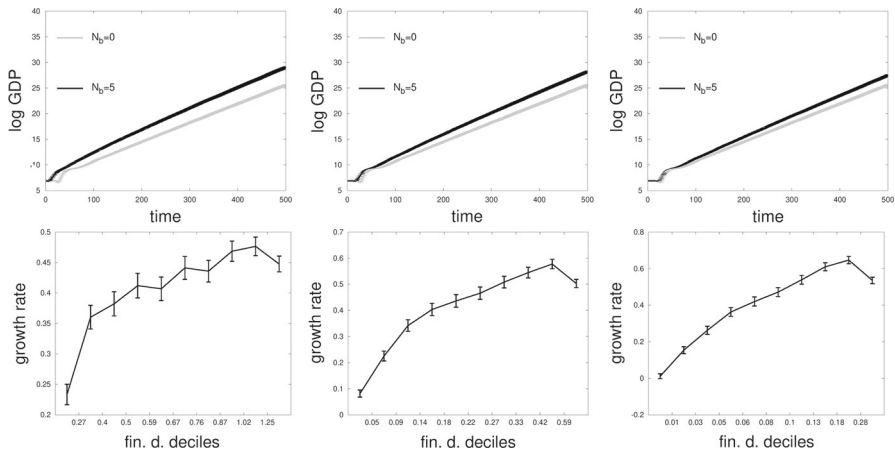 40
35
30
25
20
15
10
5
log GDP
N_b=0
N_b=5
0 100 200 300 400 500
time
40
35
30
25
20
15
10
5
log GDP
N_b=0
N_b=5
0 100 200 300 400 500
time
40
35
30
25
20
15
10
5
log GDP
N_b=0
N_b=5
0 100 200 300 400 500
time
0.5
0.45
0.4
0.35
0.3
0.25
0.2
growth rate
0.27 0.4 0.5 0.59 0.67 0.76 0.87 1.02 1.25
fin. d. deciles
0.7
0.6
0.5
0.4
0.3
0.2
0.1
0
growth rate
0.05 0.09 0.14 0.18 0.23 0.28 0.33 0.42 0.59
fin. d. deciles
0.8
0.6
0.4
0.2
0
growth rate
0.01 0.03 0.04 0.06 0.08 0.1 0.13 0.18 0.28
fin. d. deciles